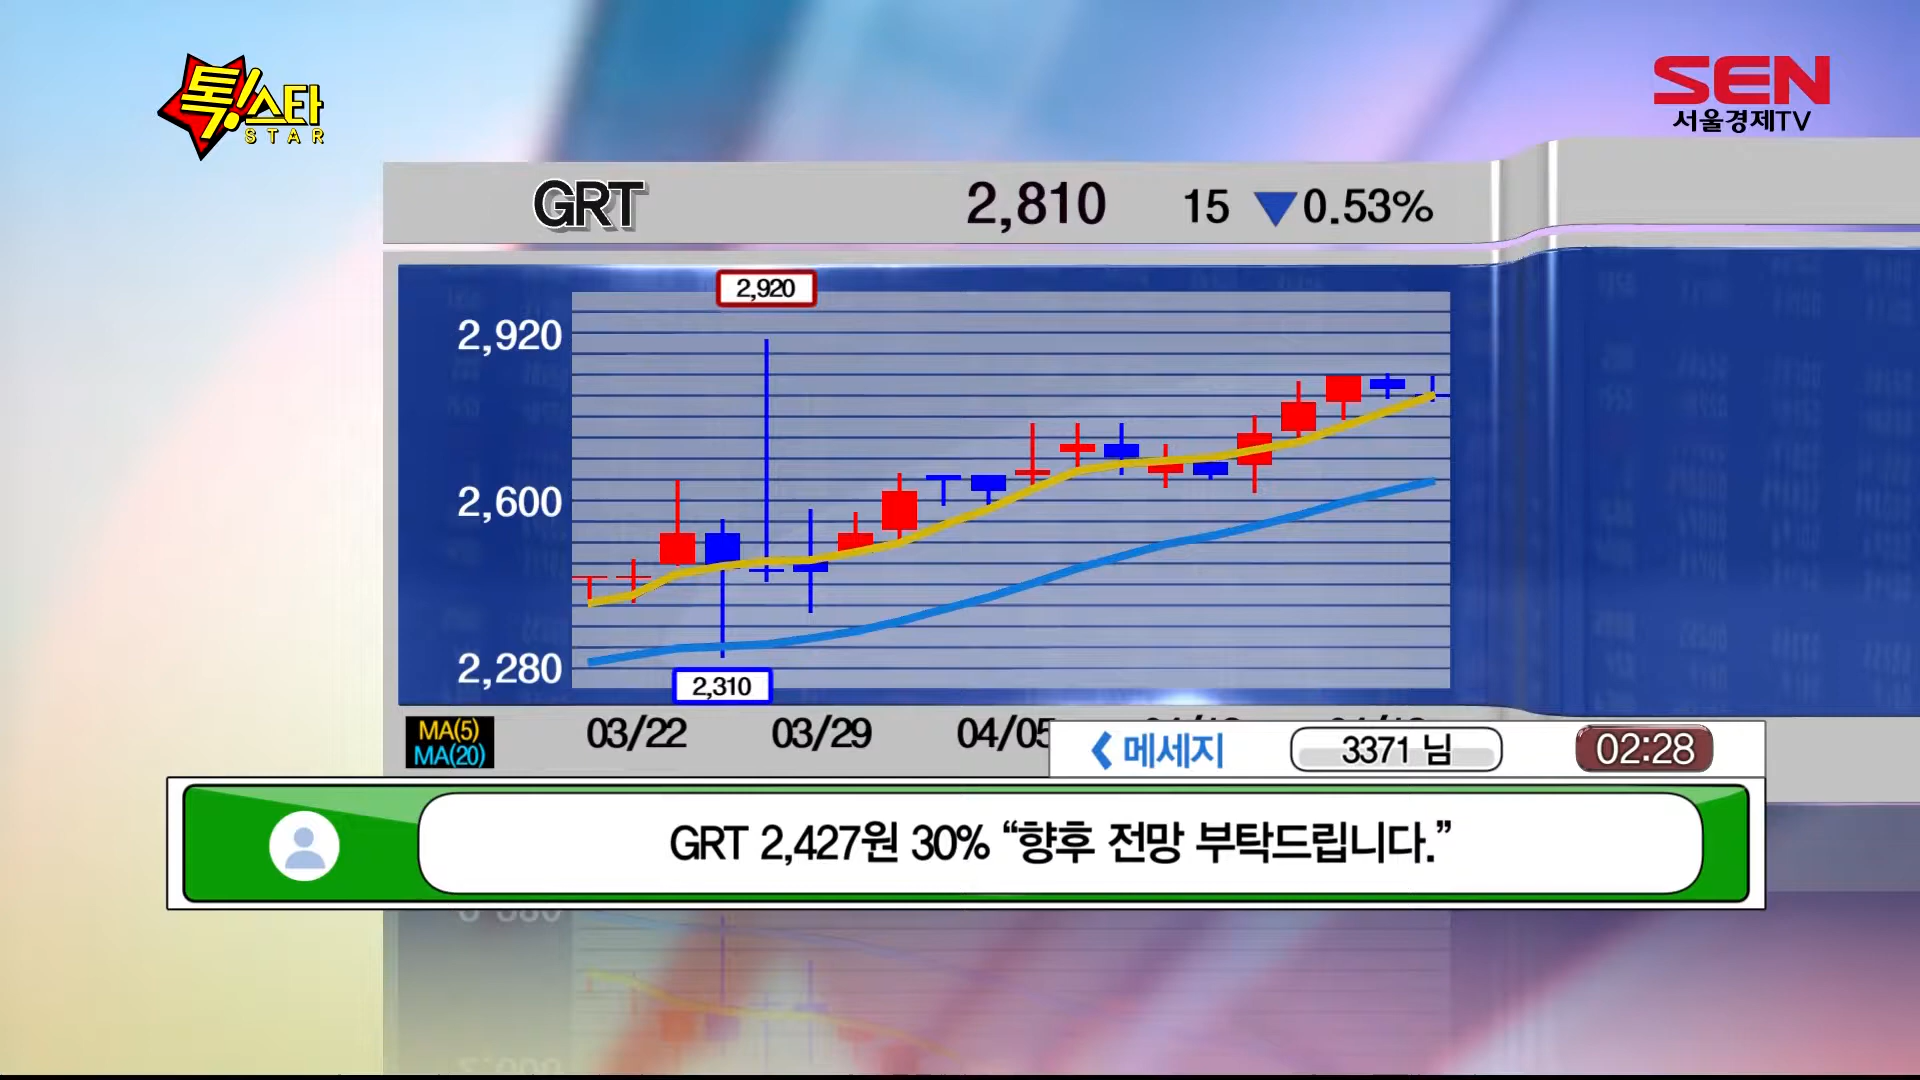 톡!스타
STAR
SEN
서울경제TV
GRT 2,810 15 ▼0.53%
2,920
2,920
2,600
2,280
2,310
MA(5)
MA(20)
03/22 03/29 04/05
메세지 3371 님 02:28
GRT 2,427원 30% “향후 전망 부탁드립니다.”